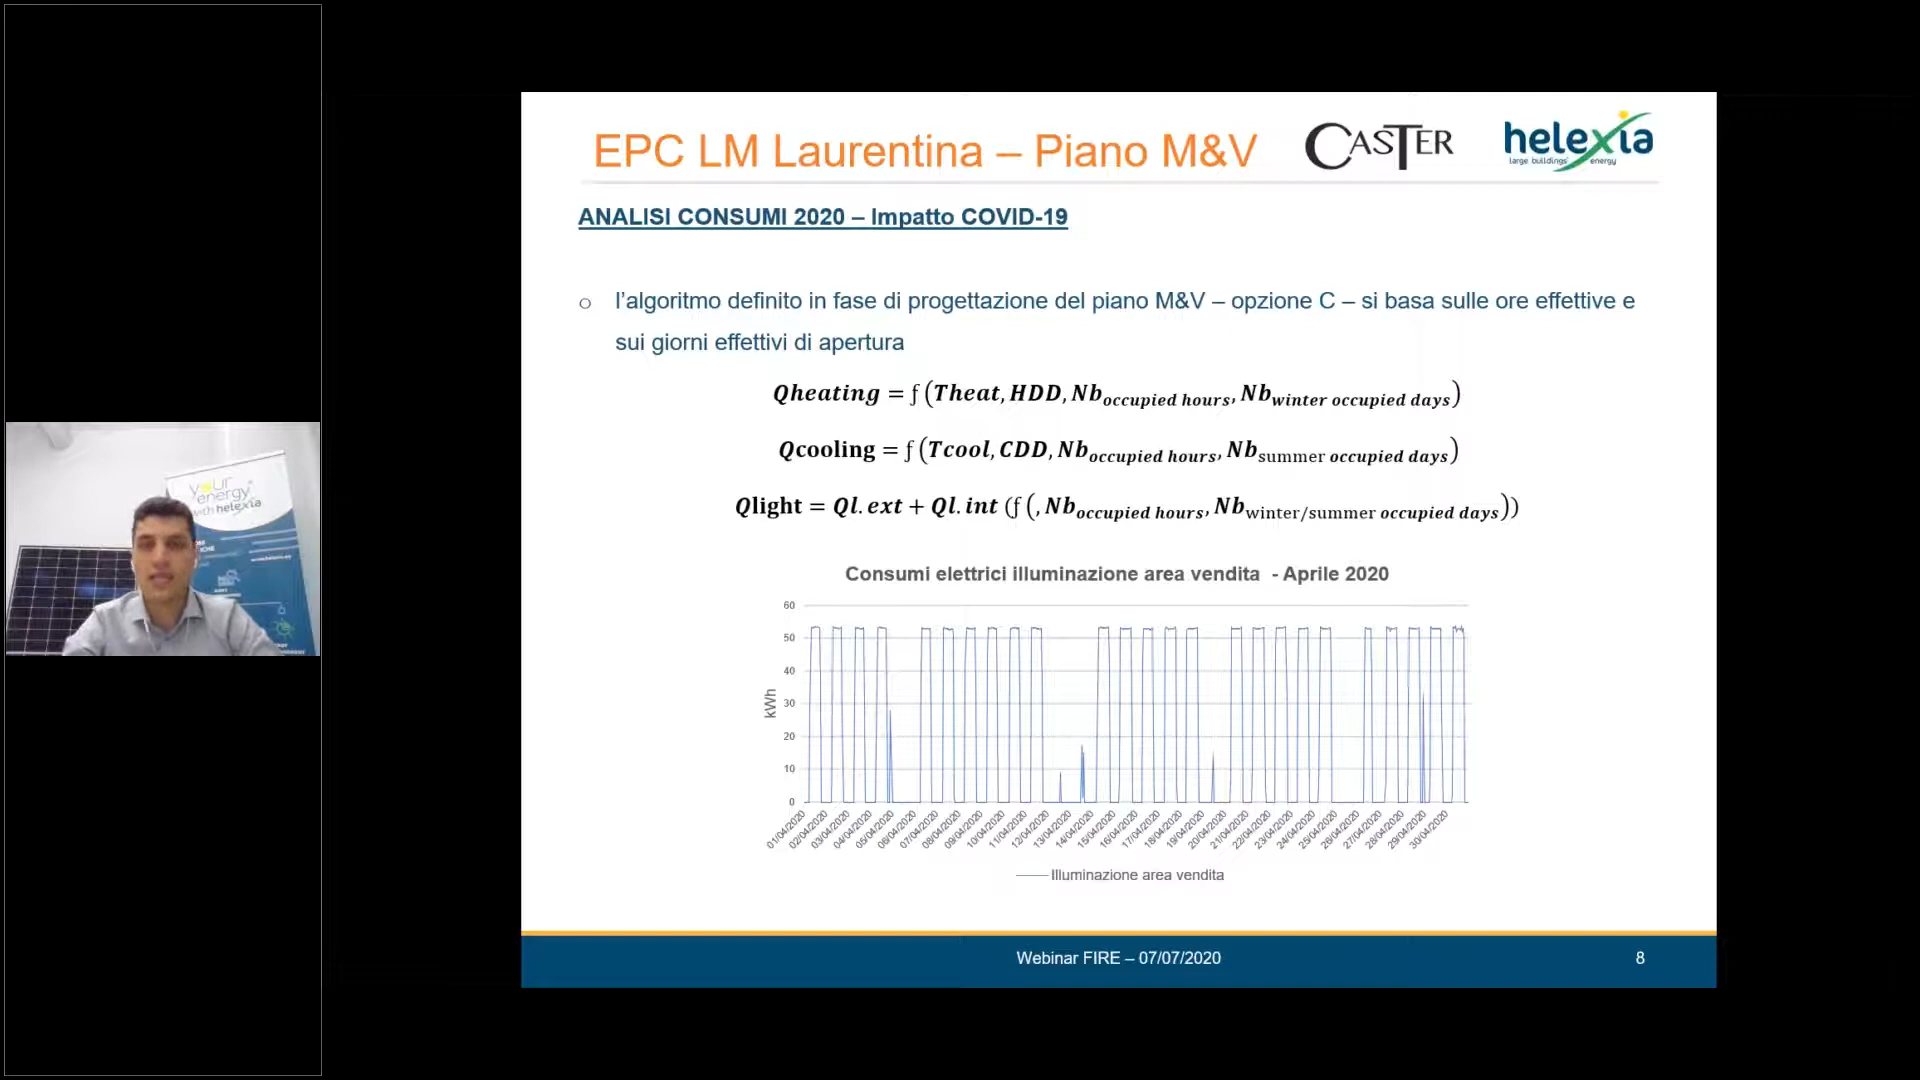 EPC LM Laurentina – Piano M&V
CASTER
helexia
large buildings' energy
ANALISI CONSUMI 2020 – Impatto COVID-19
o l'algoritmo definito in fase di progettazione del piano M&V – opzione C – si basa sulle ore effettive e
sui giorni effettivi di apertura
Qheating = ƒ (Theat, HDD, Nb occupied hours, Nb winter occupied days)
Qcooling = ƒ (Tcool, CDD, Nb occupied hours, Nb summer occupied days)
Qlight = Ql. ext + Ql. int (ƒ (, Nb occupied hours, Nb winter/summer occupied days))
your
energy
with helexia
Consumi elettrici illuminazione area vendita - Aprile 2020
kWh
60
50
40
30
20
10
0
01/04/2020
02/04/2020
03/04/2020
04/04/2020
05/04/2020
06/04/2020
07/04/2020
08/04/2020
09/04/2020
10/04/2020
11/04/2020
12/04/2020
13/04/2020
14/04/2020
15/04/2020
16/04/2020
17/04/2020
18/04/2020
19/04/2020
20/04/2020
21/04/2020
22/04/2020
23/04/2020
24/04/2020
25/04/2020
26/04/2020
27/04/2020
28/04/2020
29/04/2020
30/04/2020
Illuminazione area vendita
Webinar FIRE – 07/07/2020
8